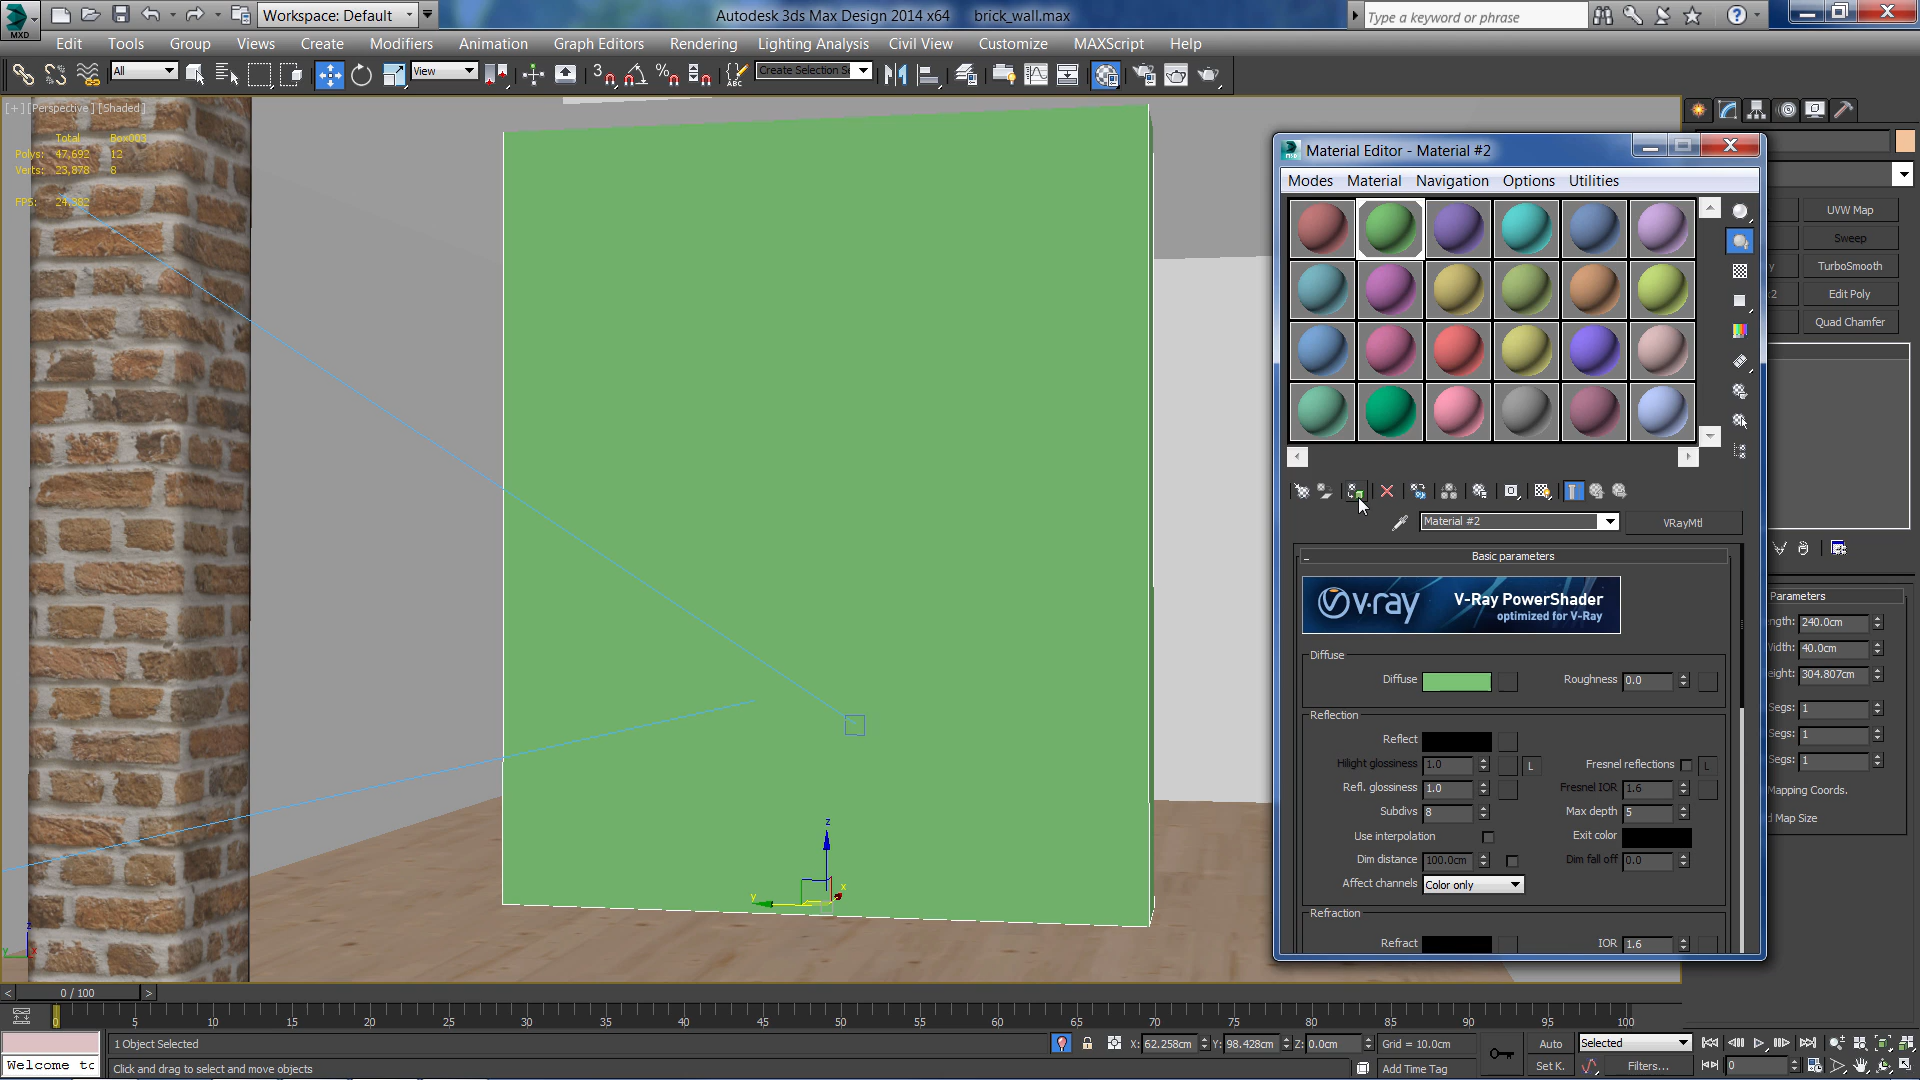 MXD
Workspace: Default
Autodesk 3ds Max Design 2014 x64 brick_wall.max
Type a keyword or phrase
Edit Tools Group Views Create Modifiers Animation Graph Editors Rendering Lighting Analysis Civil View Customize MAXScript Help
All View 3 ABC Create Selection S
[+] [Perspective] [Shaded]
Total Box003
Polys: 47,692 12
Verts: 23,878 8
FPS: 24.382
Material Editor - Material #2
Modes Material Navigation Options Utilities
UVW Map
Sweep
TurboSmooth
Edit Poly
Quad Chamfer
Material #2 VRayMtl
Basic parameters
v-ray V-Ray PowerShader
optimized for V-Ray
Diffuse
Diffuse Roughness 0.0
Reflection
Reflect
Hilight glossiness 1.0 L Fresnel reflections L
Refl. glossiness 1.0 Fresnel IOR 1.6
Subdivs 8 Max depth 5
Use interpolation Exit color
Dim distance 100.0cm Dim fall off 0.0
Affect channels Color only
Refraction
Refract IOR 1.6
Parameters
ength: 240.0cm
Width: 40.0cm
eight: 304.807cm
Segs: 1
Segs: 1
Segs: 1
Mapping Coords.
d Map Size
z
y x
z
y x
< 0 / 100 >
0 5 10 15 20 25 30 35 40 45 50 55 60 65 70 75 80 85 90 95 100
1 Object Selected X: 62.258cm Y: 98.428cm Z: 0.0cm Grid = 10.0cm Auto Selected
Welcome tc Click and drag to select and move objects Add Time Tag Set K. Filters... 0